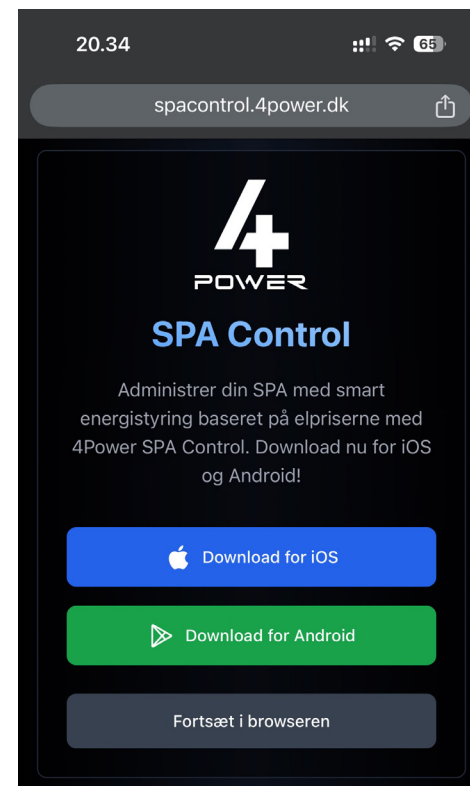 20.34
65
spacontrol.4power.dk
4
POWER
SPA Control
Administrer din SPA med smart
energistyring baseret på elpriserne med
4Power SPA Control. Download nu for iOS
og Android!
Download for iOS
Download for Android
Fortsæt i browseren